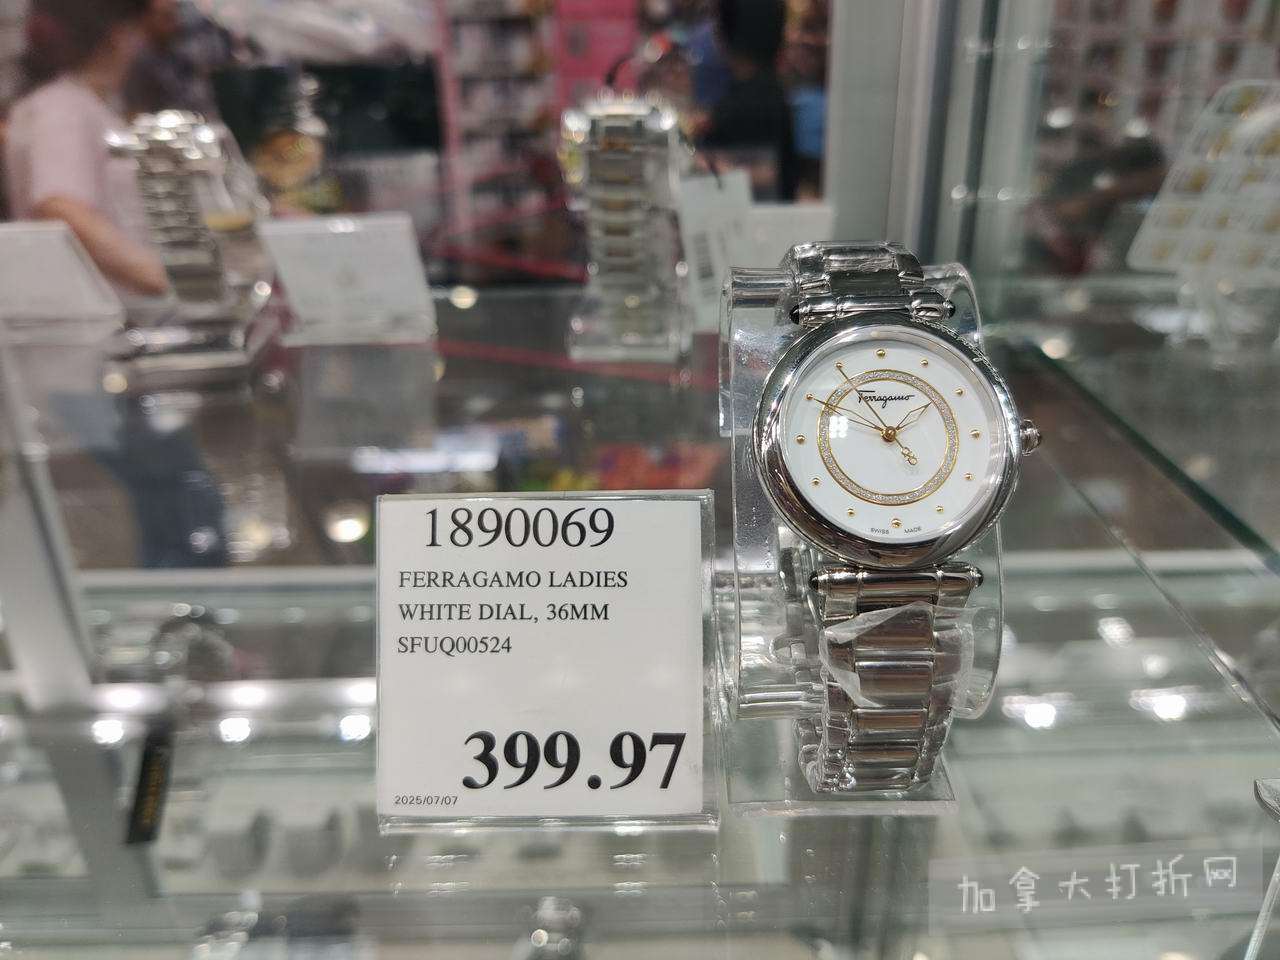 Ferragamo
SWISS MADE
1890069
FERRAGAMO LADIES
WHITE DIAL, 36MM
SFUQ00524
399.97
2025/07/07
加拿大打折网